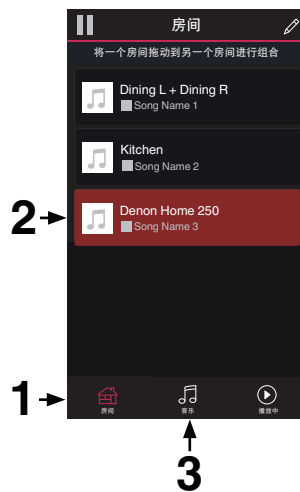 房间
将一个房间拖动到另一个房间进行组合
Dining L + Dining R
Song Name 1
Kitchen
Song Name 2
2
Denon Home 250
Song Name 3
1
房间
音乐
播放中
3